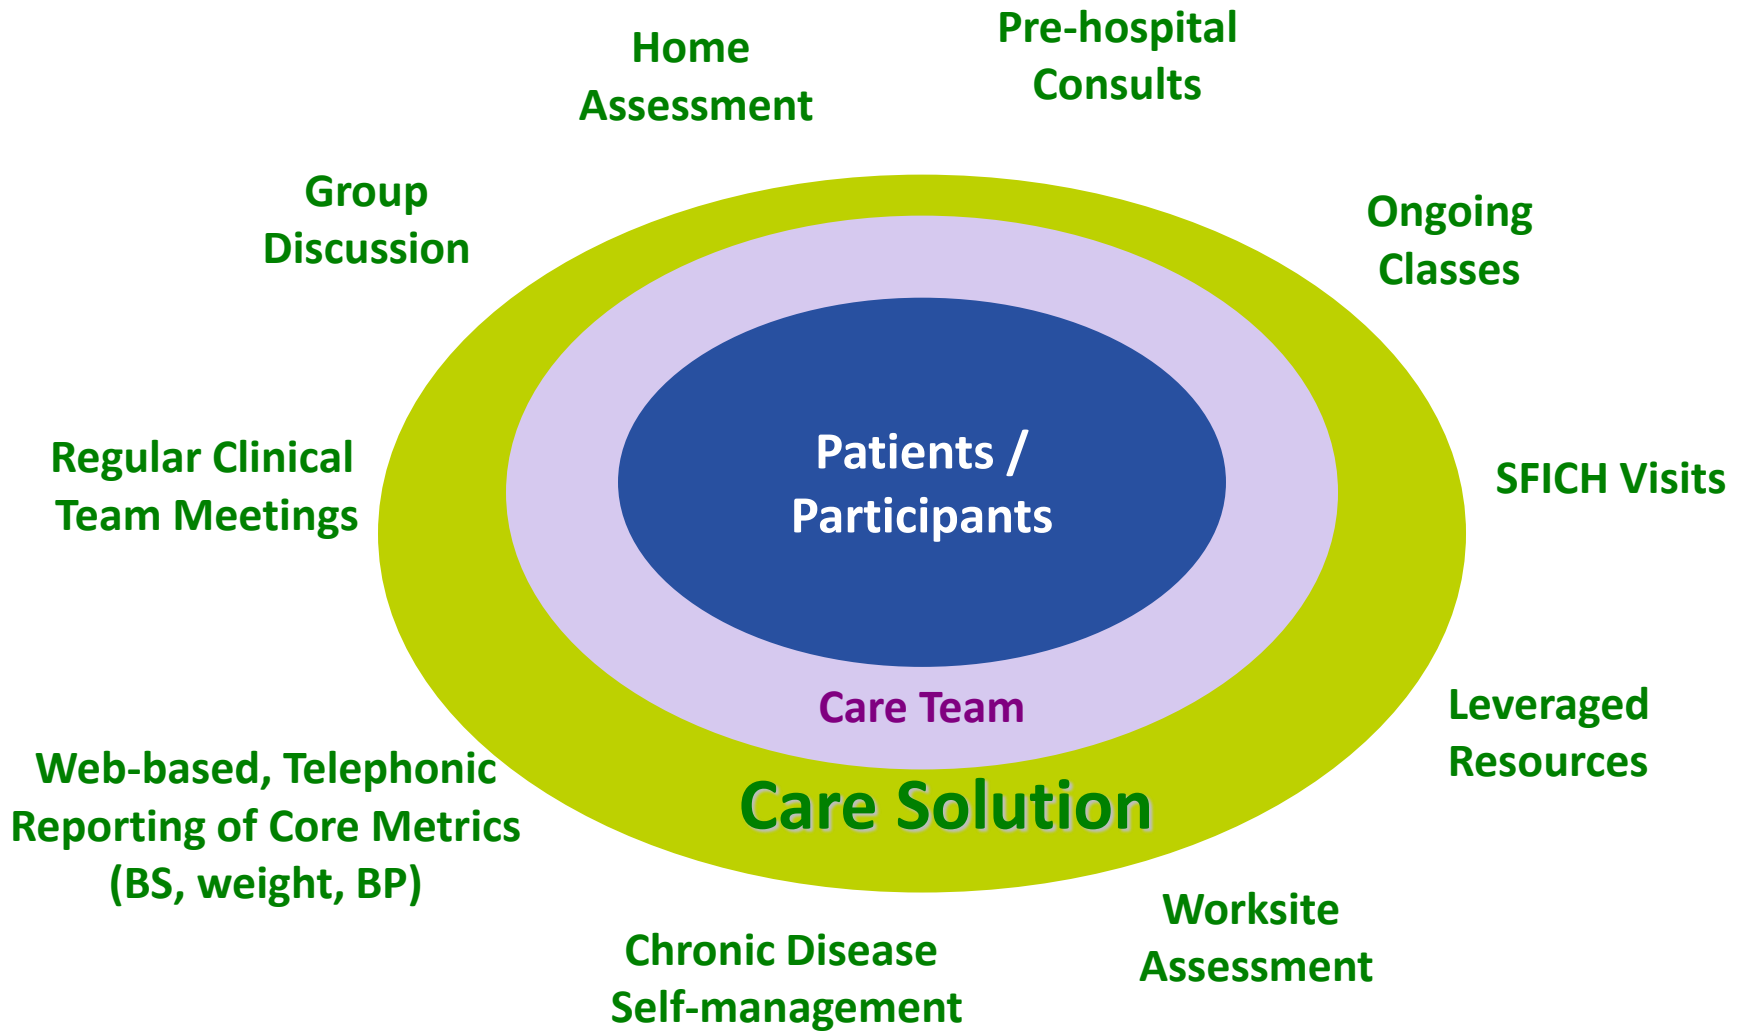 Home
Assessment
Pre-hospital
Consults
Group
Discussion
Ongoing
Classes
Regular Clinical
Team Meetings
Patients /
Participants
SFICH Visits
Care Team
Leveraged
Resources
Web-based, Telephonic
Reporting of Core Metrics
(BS, weight, BP)
Care Solution
Worksite
Assessment
Chronic Disease
Self-management